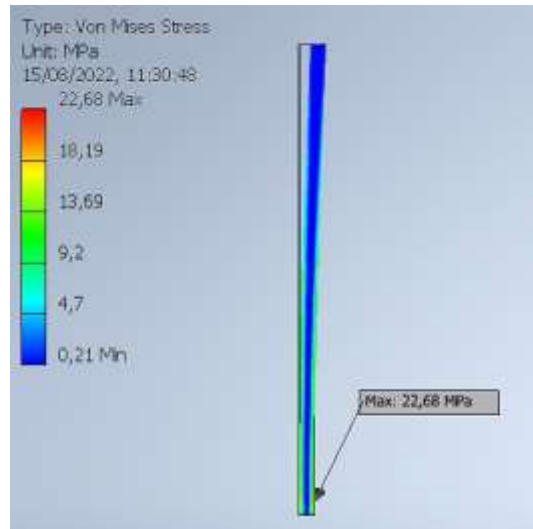 Type: Von Mises Stress
Unit: MPa
15/08/2022, 11:30:48
22,68 Max
18,19
13,69
9,2
4,7
0,21 Min
Max: 22,68 MPa